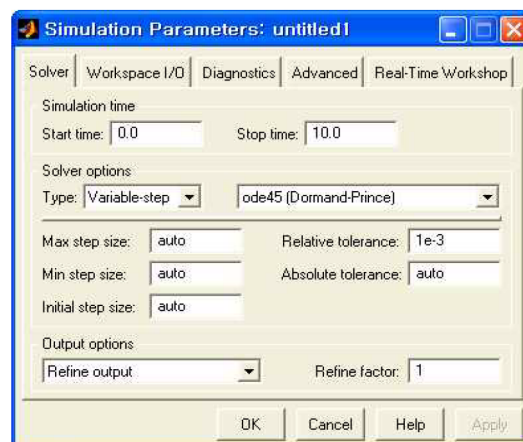 Simulation Parameters: untitled1
Solver Workspace I/O Diagnostics Advanced Real-Time Workshop
Simulation time
Start time: 0.0 Stop time: 10.0
Solver options
Type: Variable-step ode45 (Dormand-Prince)
Max step size: auto Relative tolerance: 1e-3
Min step size: auto Absolute tolerance: auto
Initial step size: auto
Output options
Refine output Refine factor: 1
OK Cancel Help Apply